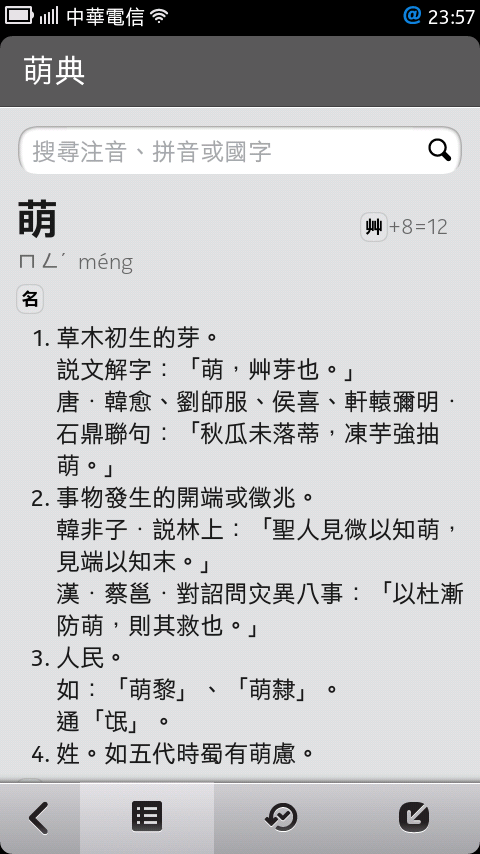 中華電信 @ 23:57
萌典
搜尋注音、拼音或國字
萌 艸+8=12
ㄇㄥˊ méng
名
1. 草木初生的芽。
說文解字：「萌，艸芽也。」
唐．韓愈、劉師服、侯喜、軒轅彌明．
石鼎聯句：「秋瓜未落蒂，凍芋強抽
萌。」
2. 事物發生的開端或徵兆。
韓非子．說林上：「聖人見微以知萌，
見端以知末。」
漢．蔡邕．對詔問灾異八事：「以杜漸
防萌，則其救也。」
3. 人民。
如：「萌黎」、「萌隸」。
通「氓」。
4. 姓。如五代時蜀有萌慮。